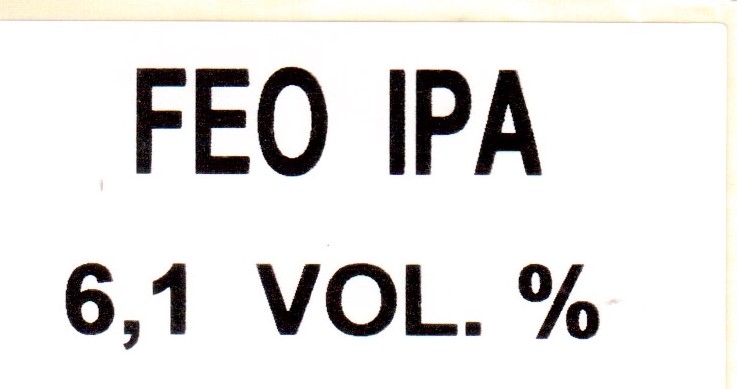 FEO IPA
6,1 VOL. %